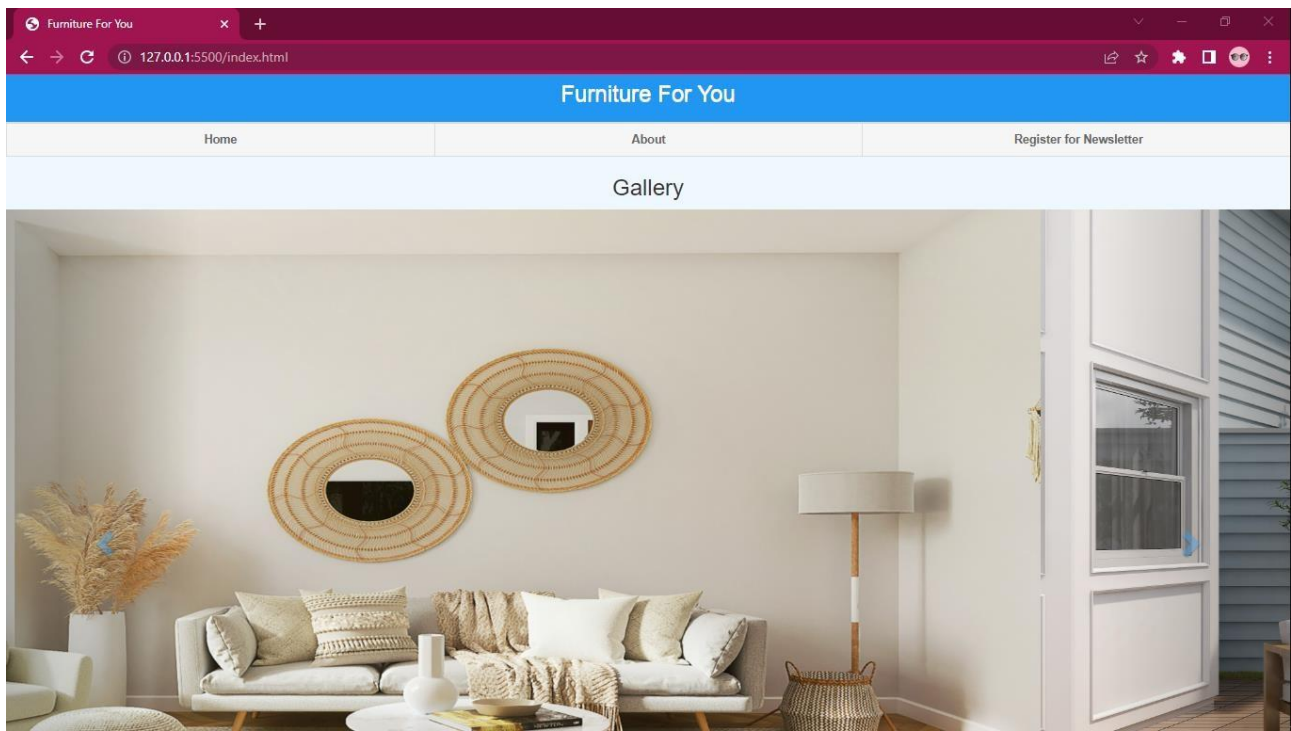 Furniture For You
127.0.0.1:5500/index.html
Furniture For You
Home
About
Register for Newsletter
Gallery